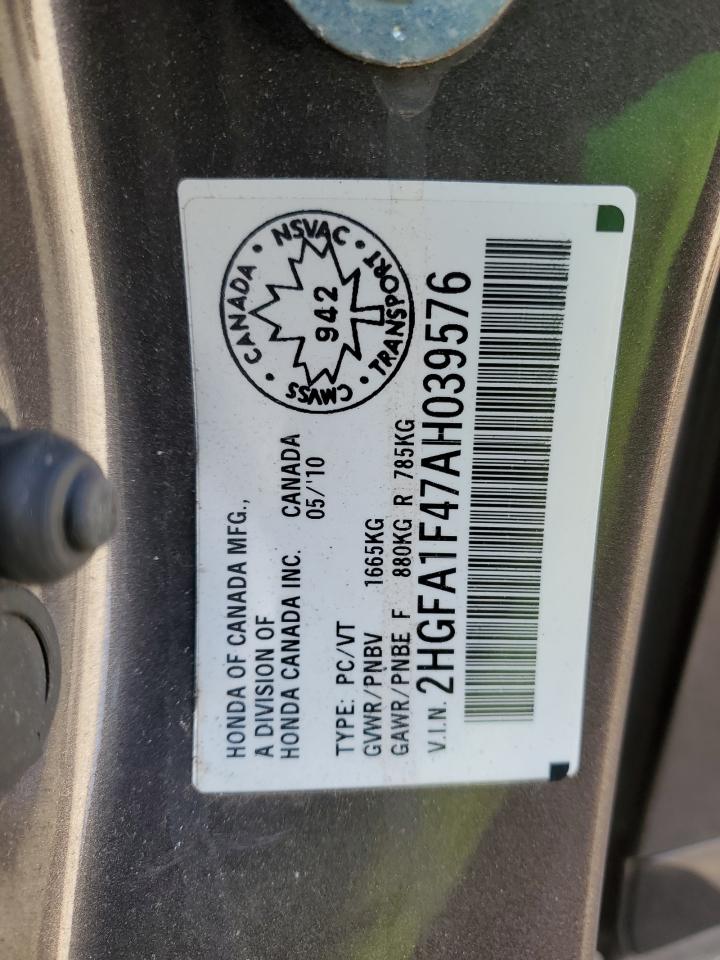 HONDA OF CANADA MFG.,
A DIVISION OF
HONDA CANADA INC. CANADA
05/'10
TYPE: PC/VT
GVWR/PNBV 1665KG
GAWR/PNBE F 880KG R 785KG
V.I.N. 2HGFA1F47AH039576
CANADA • NSVAC • TRANSPORT • CMVSS •
942